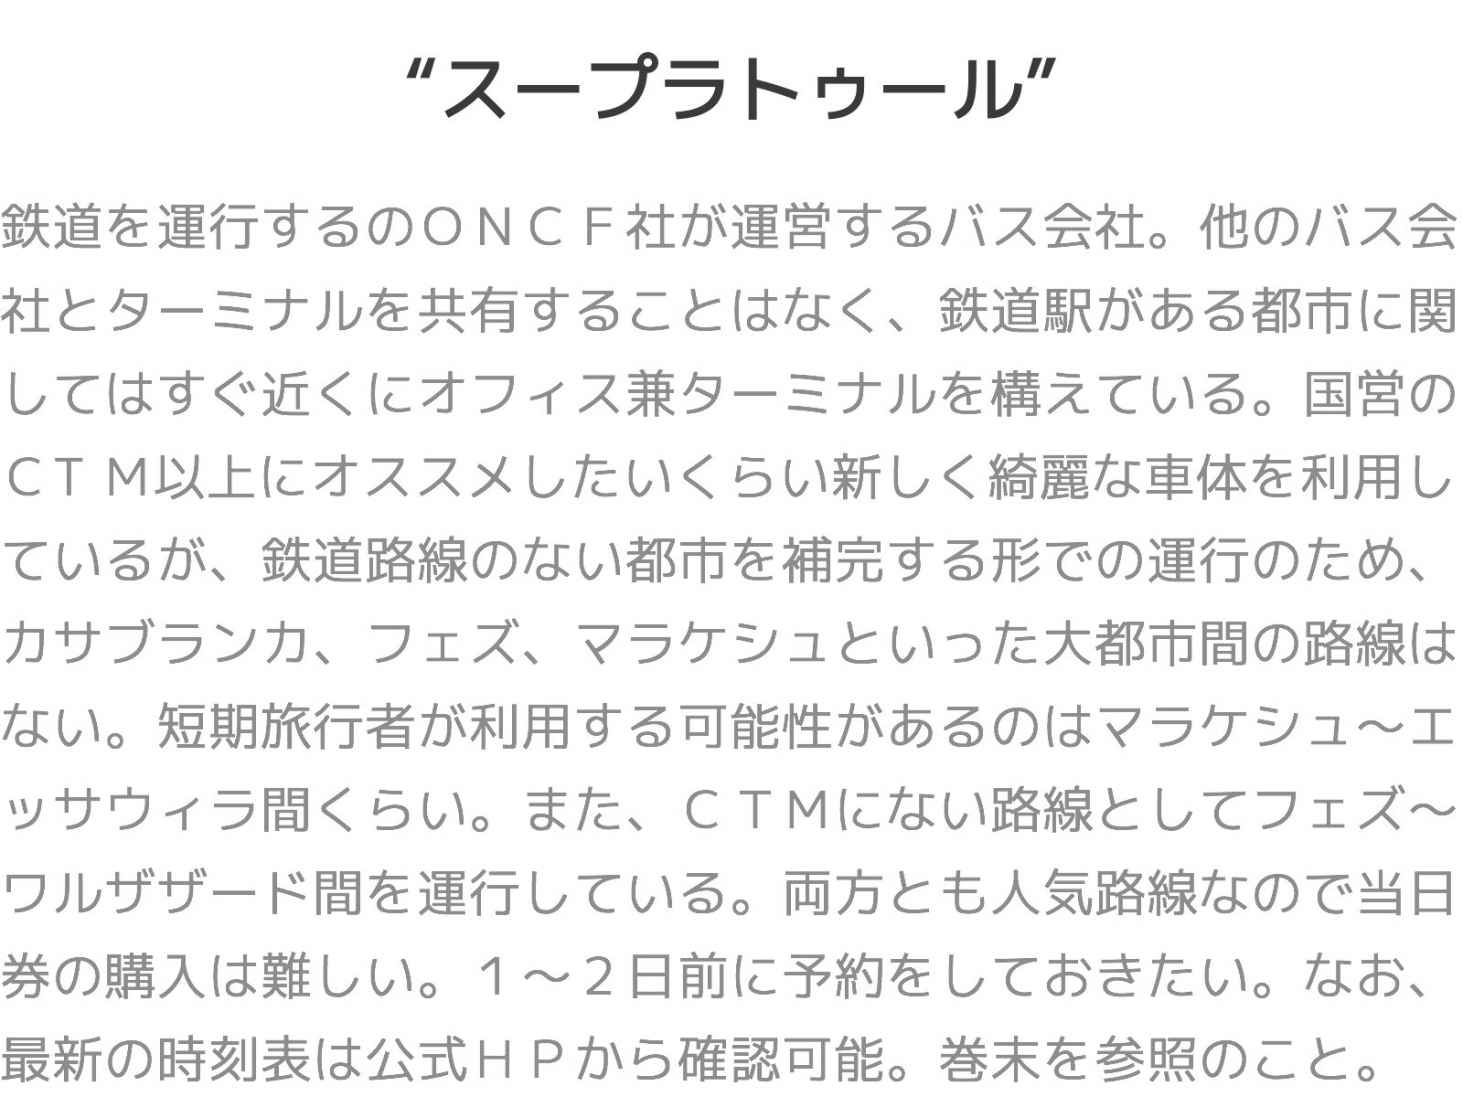 “スープラトゥール”
鉄道を運行するのＯＮＣＦ社が運営するバス会社。他のバス会
社とターミナルを共有することはなく、鉄道駅がある都市に関
してはすぐ近くにオフィス兼ターミナルを構えている。国営の
ＣＴＭ以上にオススメしたいくらい新しく綺麗な車体を利用し
ているが、鉄道路線のない都市を補完する形での運行のため、
カサブランカ、フェズ、マラケシュといった大都市間の路線は
ない。短期旅行者が利用する可能性があるのはマラケシュ～エ
ッサウィラ間くらい。また、ＣＴＭにない路線としてフェズ～
ワルザザード間を運行している。両方とも人気路線なので当日
券の購入は難しい。１～２日前に予約をしておきたい。なお、
最新の時刻表は公式ＨＰから確認可能。巻末を参照のこと。